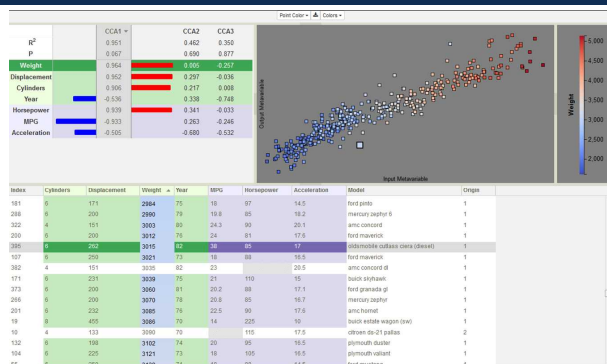 Point Color Colors
CCA1 CCA2 CCA3
R² 0.951 0.462 0.350
P 0.067 0.690 0.877
Weight 0.964 0.005 -0.257
Displacement 0.952 0.297 -0.036
Cylinders 0.906 0.217 0.008
Year -0.536 0.338 -0.748
Horsepower 0.939 0.341 -0.033
MPG -0.933 0.263 -0.246
Acceleration -0.505 -0.680 -0.532
Output Metavariable
Input Metavariable
Weight
5,000
4,500
4,000
3,500
3,000
2,500
2,000
Index Cylinders Displacement Weight Year MPG Horsepower Acceleration Model Origin
181 6 171 2984 75 18 97 14.5 ford pinto 1
288 6 200 2990 79 19.8 85 18.2 mercury zephyr 6 1
322 4 151 3003 80 24.3 90 20.1 amc concord 1
200 6 200 3012 76 24 81 17.6 ford maverick 1
395 6 262 3015 82 38 85 17 oldsmobile cutlass ciera (diesel) 1
107 6 250 3021 73 18 88 16.5 ford maverick 1
382 4 151 3035 82 23 20.5 amc concord dl 1
171 6 231 3039 75 21 110 15 buick skyhawk 1
373 6 200 3060 81 20.2 88 17.1 ford granada gl 1
266 6 200 3070 78 20.8 85 16.7 mercury zephyr 1
201 6 232 3085 76 22.5 90 17.6 amc hornet 1
19 8 455 3086 70 14 225 10 buick estate wagon (sw) 1
10 4 133 3090 70 115 17.5 citroen ds-21 pallas 2
132 6 198 3102 74 20 95 16.5 plymouth duster 1
104 6 225 3121 73 18 105 16.5 plymouth valiant 1